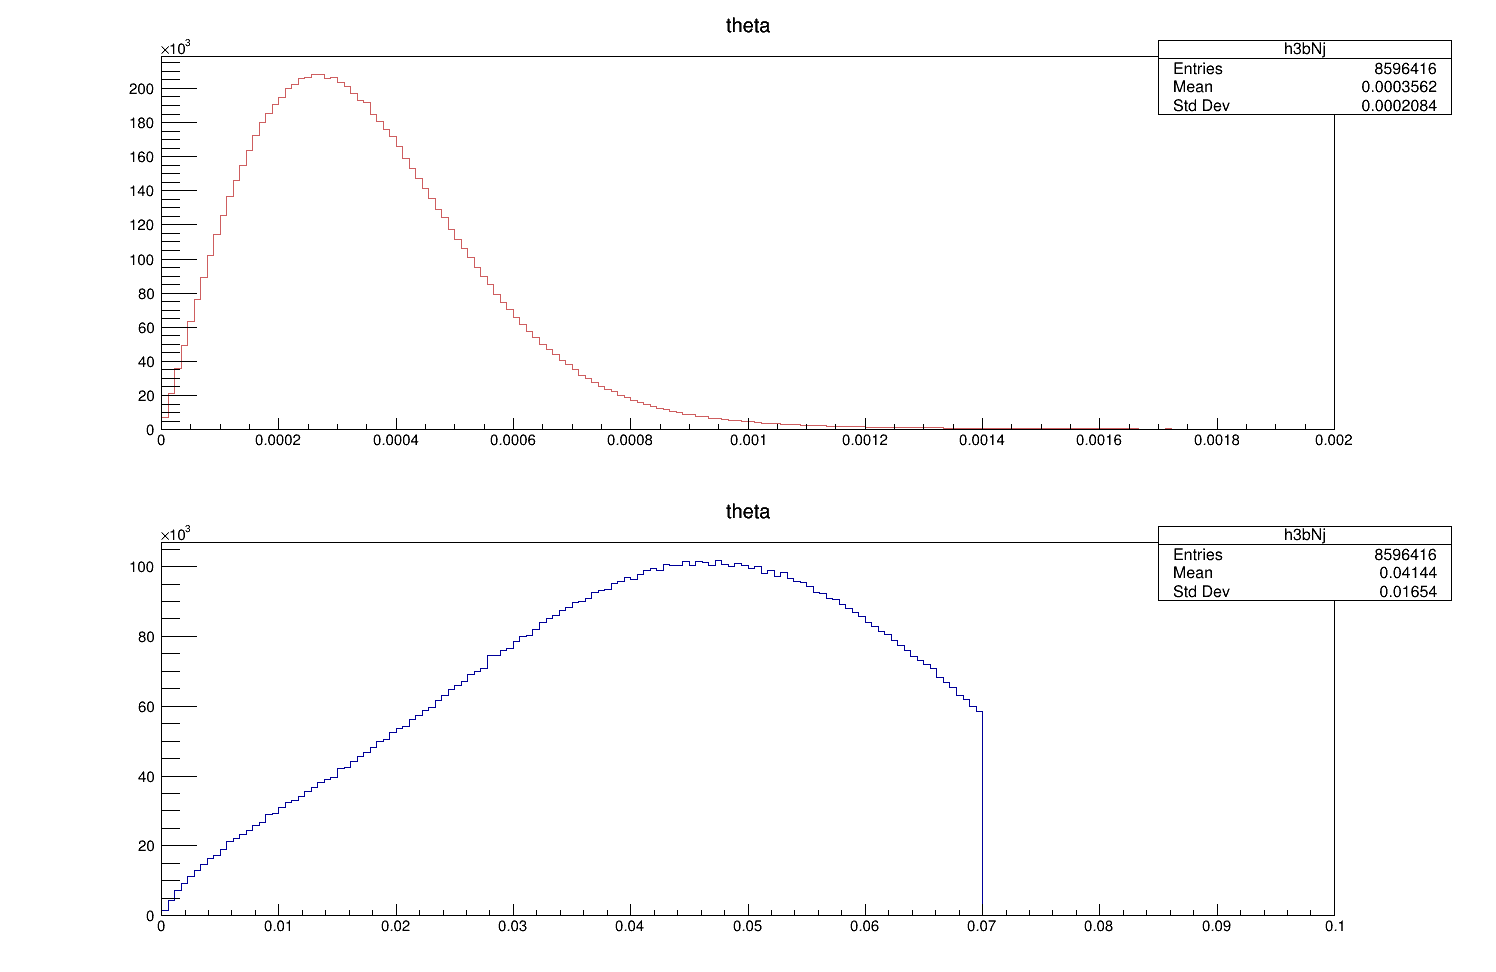 theta
×10³
h3bNj
Entries 8596416
Mean 0.0003562
Std Dev 0.0002084
200
180
160
140
120
100
80
60
40
20
0
0 0.0002 0.0004 0.0006 0.0008 0.001 0.0012 0.0014 0.0016 0.0018 0.002
theta
×10³
h3bNj
Entries 8596416
Mean 0.04144
Std Dev 0.01654
100
80
60
40
20
0
0 0.01 0.02 0.03 0.04 0.05 0.06 0.07 0.08 0.09 0.1